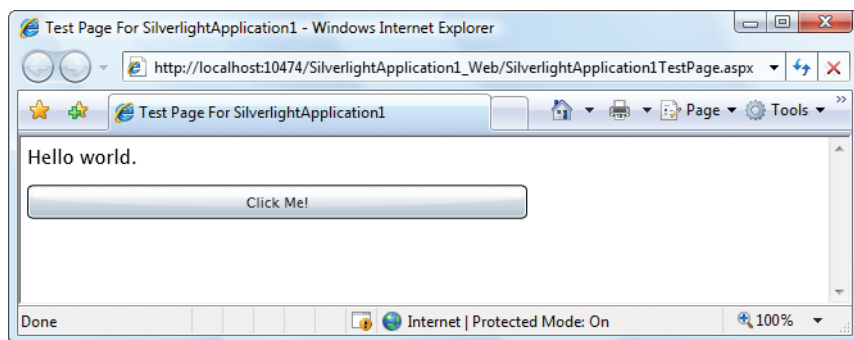 Test Page For SilverlightApplication1 - Windows Internet Explorer
http://localhost:10474/SilverlightApplication1_Web/SilverlightApplication1TestPage.aspx
Test Page For SilverlightApplication1
Page
Tools
Hello world.
Click Me!
Done
Internet | Protected Mode: On
100%